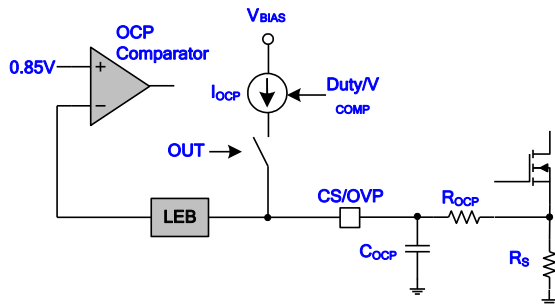 OCP
Comparator
VBIAS
0.85V
+
−
IOCP
Duty/V
COMP
OUT
LEB
CS/OVP
ROCP
COCP
RS